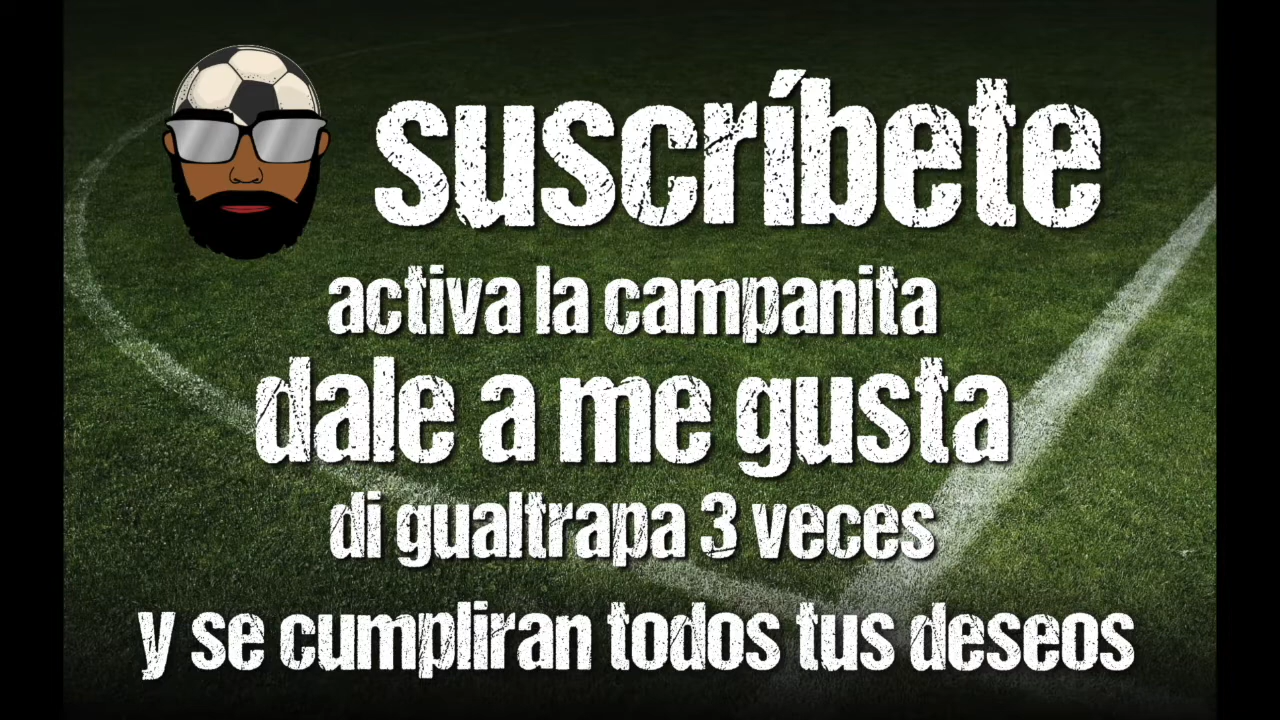 suscríbete
activa la campanita
dale a me gusta
di gualtrapa 3 veces
y se cumpliran todos tus deseos